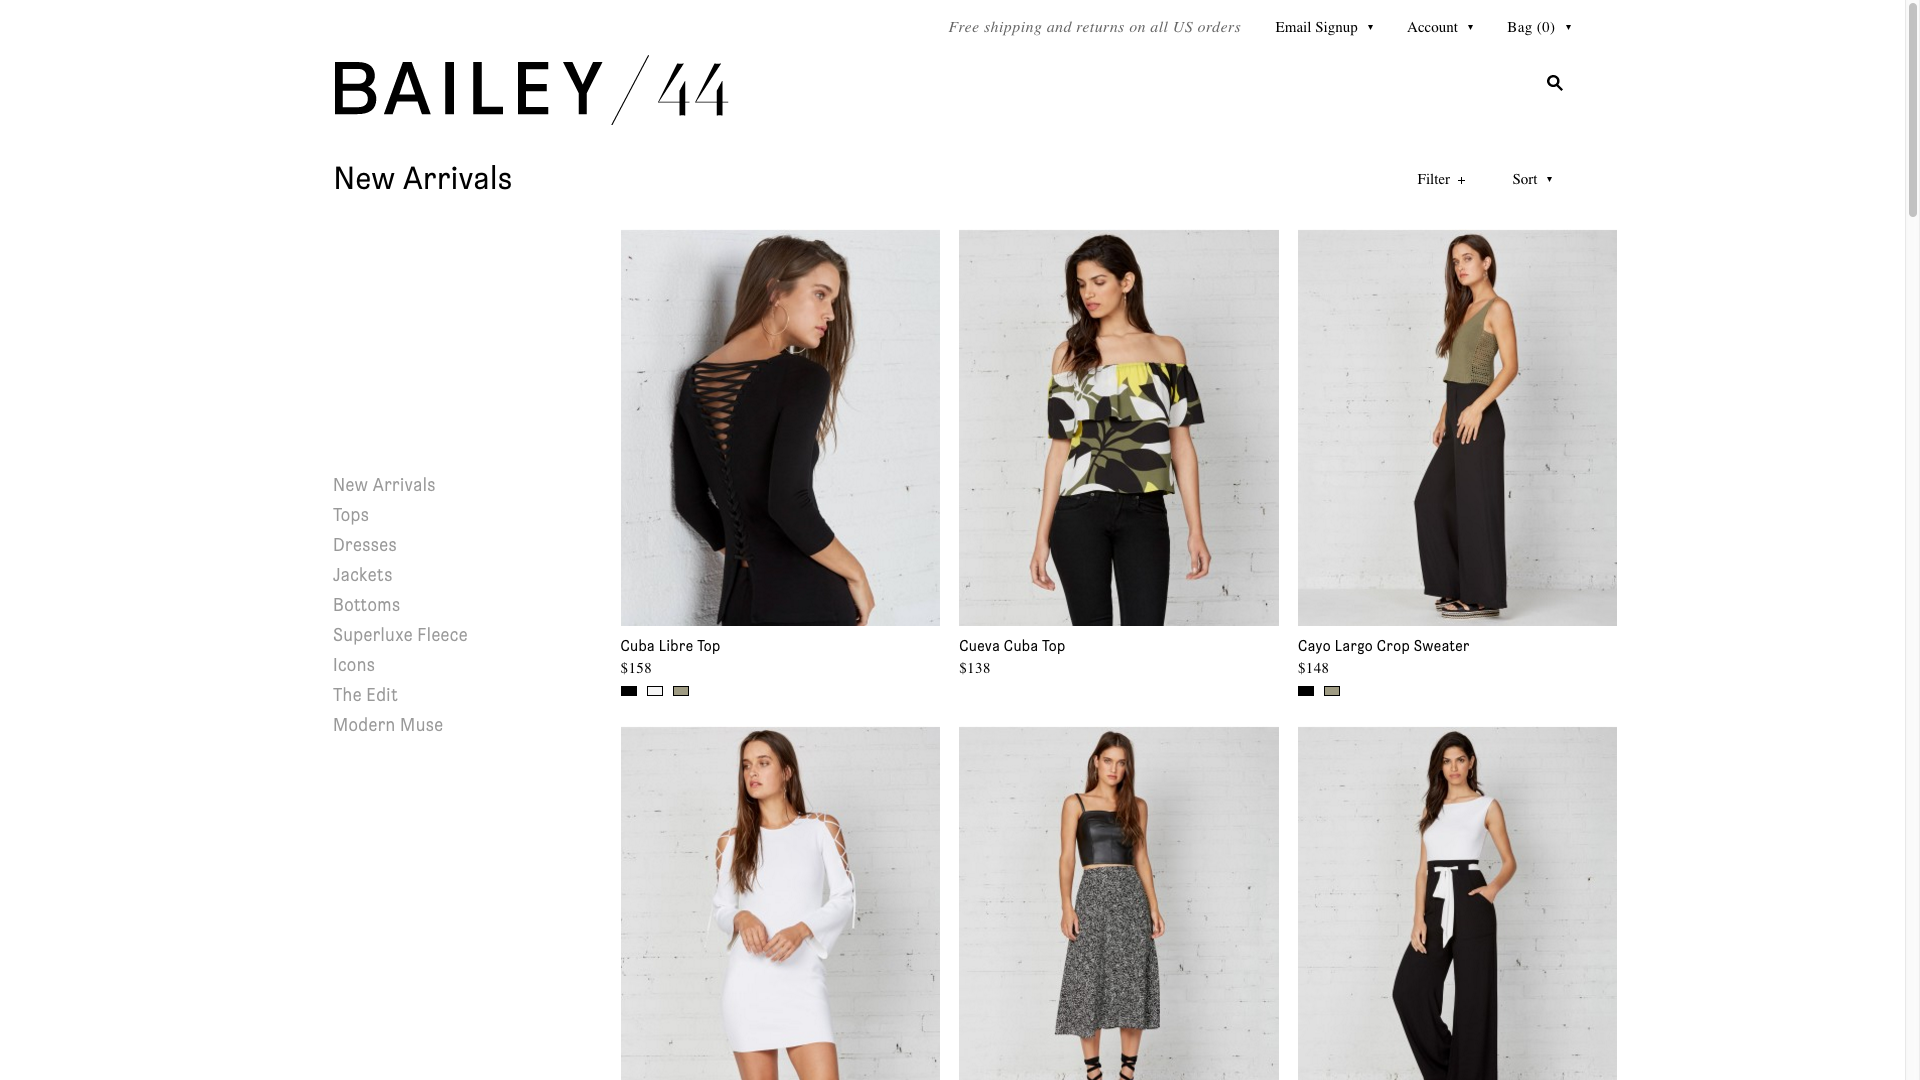 Free shipping and returns on all US orders
Email Signup ▼
Account ▼
Bag (0) ▼
BAILEY/44
New Arrivals
Filter +
Sort ▼
New Arrivals
Tops
Dresses
Jackets
Bottoms
Superluxe Fleece
Icons
The Edit
Modern Muse
Cuba Libre Top
$158
Cueva Cuba Top
$138
Cayo Largo Crop Sweater
$148